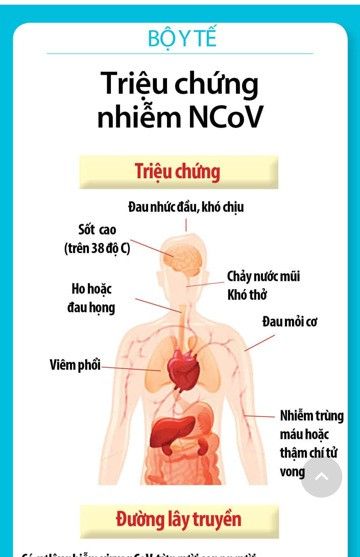 BỘ Y TẾ
Triệu chứng
nhiễm NCoV
Triệu chứng
Đau nhức đầu, khó chịu
Sốt cao
(trên 38 độ C)
Chảy nước mũi
Khó thở
Ho hoặc
đau họng
Đau mỏi cơ
Viêm phổi
Nhiễm trùng
máu hoặc
thậm chí tử
vong
Đường lây truyền